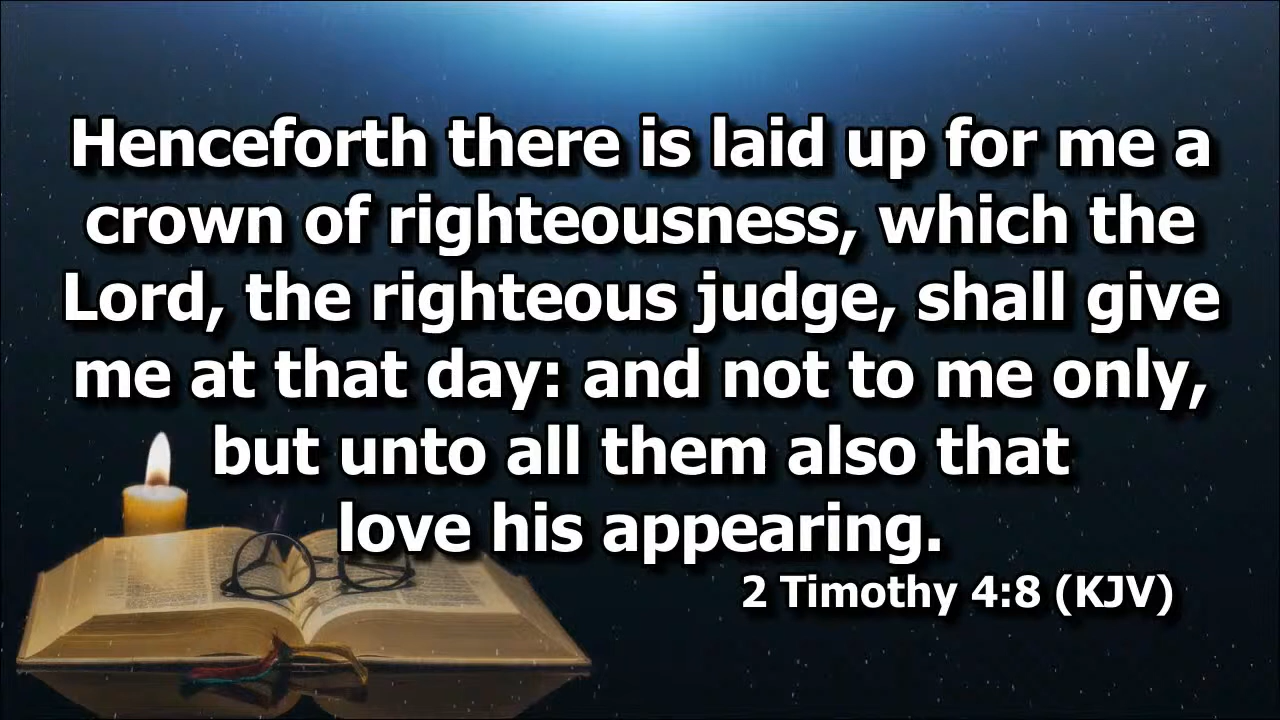 Henceforth there is laid up for me a
crown of righteousness, which the
Lord, the righteous judge, shall give
me at that day: and not to me only,
but unto all them also that
love his appearing.
2 Timothy 4:8 (KJV)